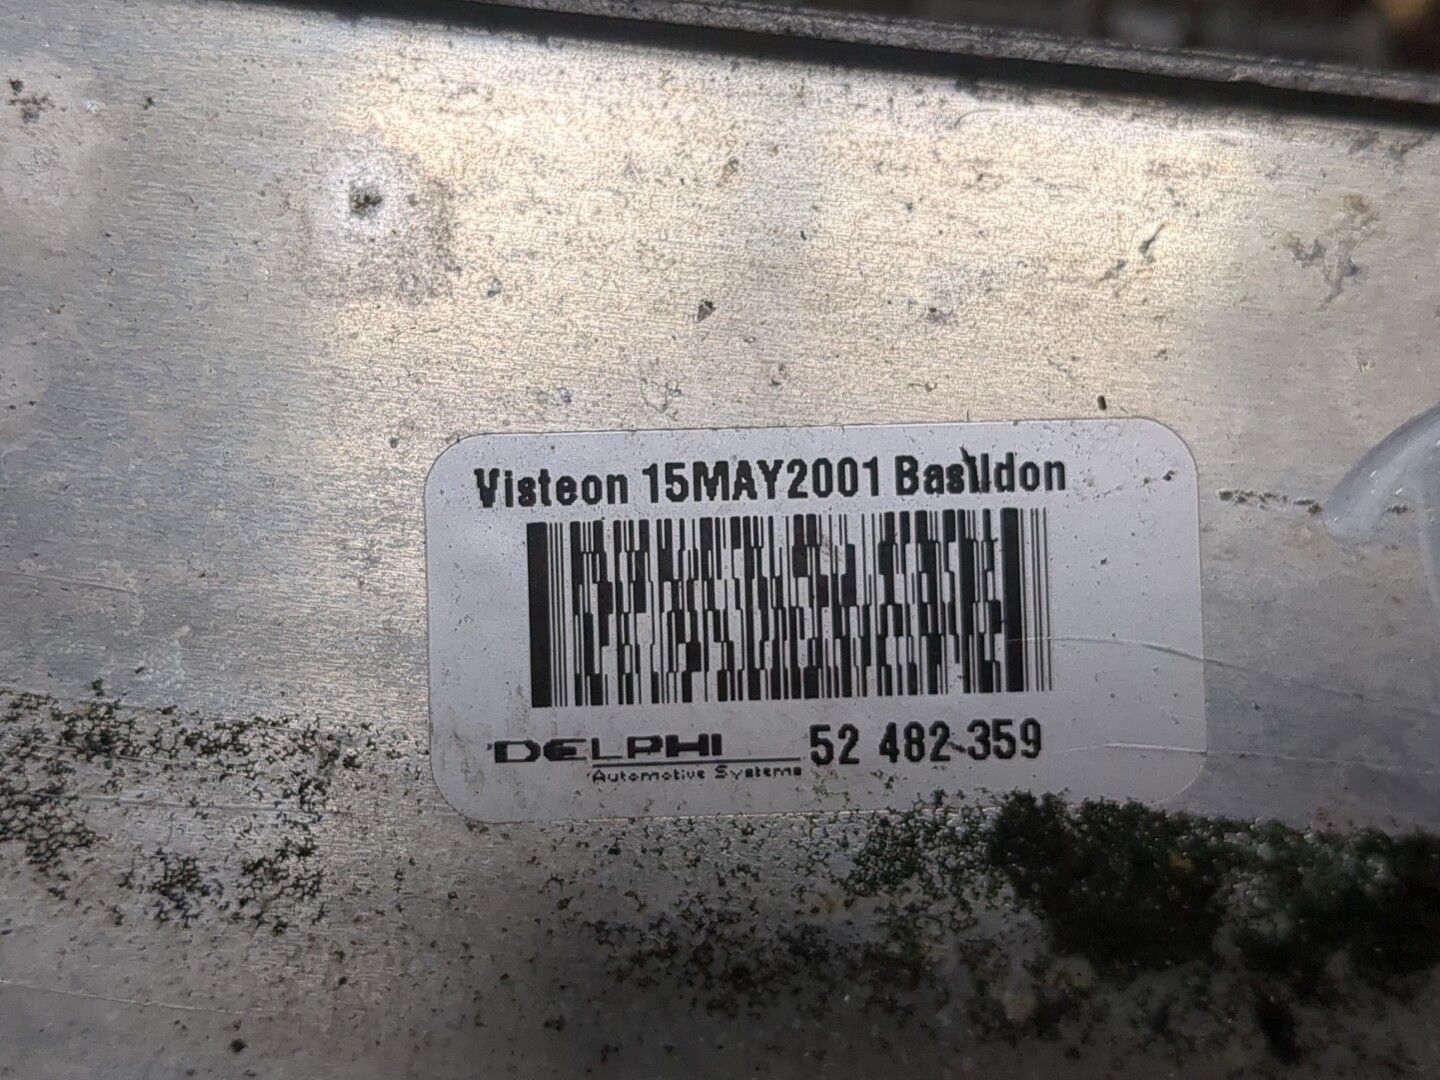 Visteon 15MAY2001 Basildon
DELPHI 52 482 359
Automotive Systems